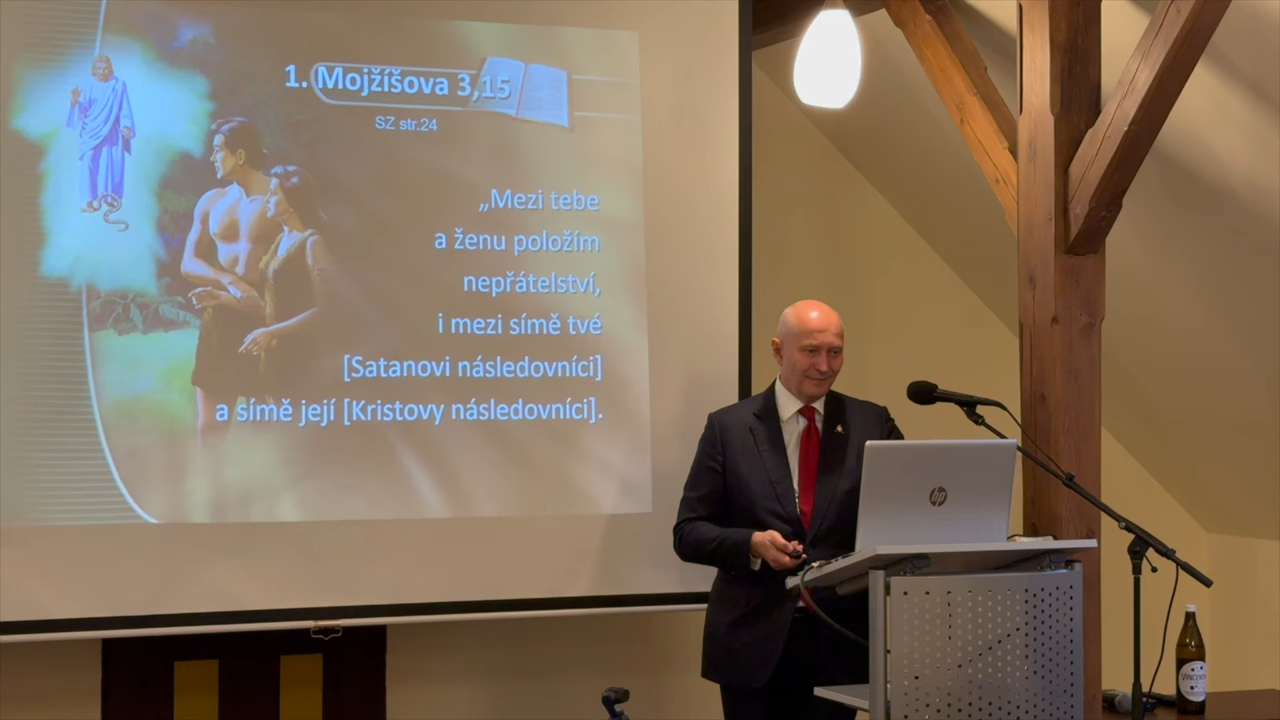 1. Mojžíšova 3,15
SZ str.24
„Mezi tebe
a ženu položím
nepřátelství,
i mezi símě tvé
[Satanovi následovníci]
a símě její [Kristovy následovníci].
hp
VINCENTKA